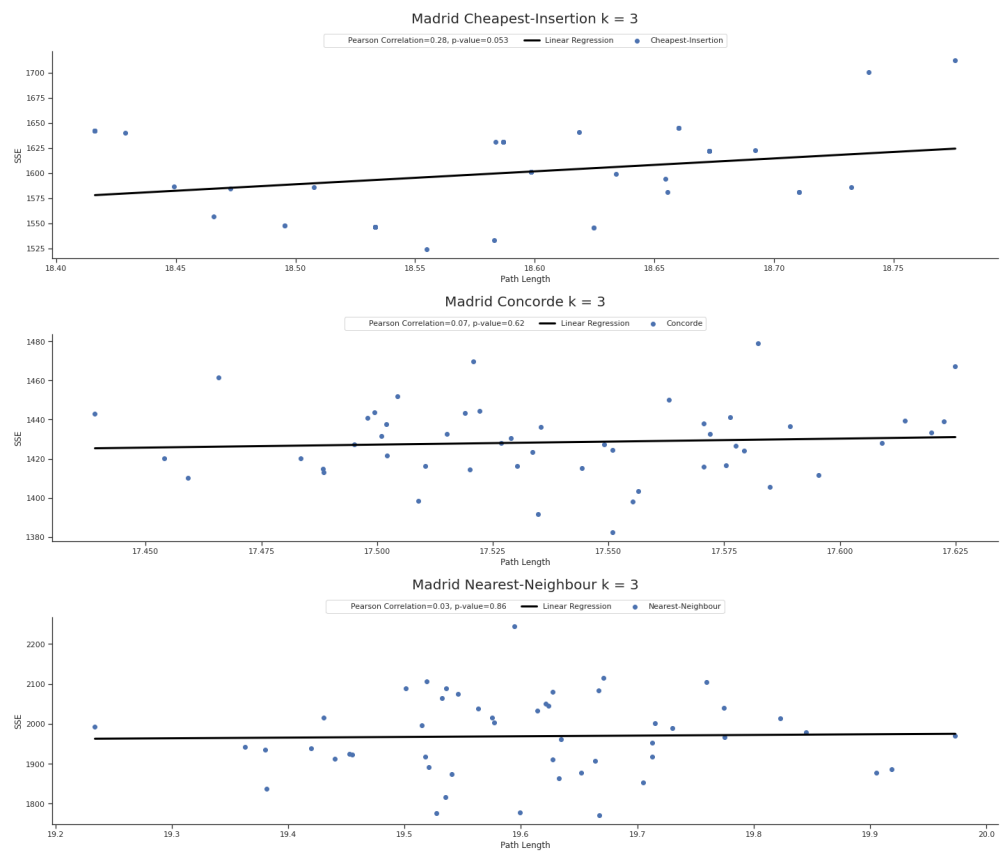 Madrid Cheapest-Insertion k = 3
Pearson Correlation=0.28, p-value=0.053 Linear Regression Cheapest-Insertion
1700
1675
1650
1625
1600
1575
1550
1525
SSE
18.40 18.45 18.50 18.55 18.60 18.65 18.70 18.75
Path Length
Madrid Concorde k = 3
Pearson Correlation=0.07, p-value=0.62 Linear Regression Concorde
1480
1460
1440
1420
1400
1380
SSE
17.450 17.475 17.500 17.525 17.550 17.575 17.600 17.625
Path Length
Madrid Nearest-Neighbour k = 3
Pearson Correlation=0.03, p-value=0.86 Linear Regression Nearest-Neighbour
2200
2100
2000
1900
1800
SSE
19.2 19.3 19.4 19.5 19.6 19.7 19.8 19.9 20.0
Path Length